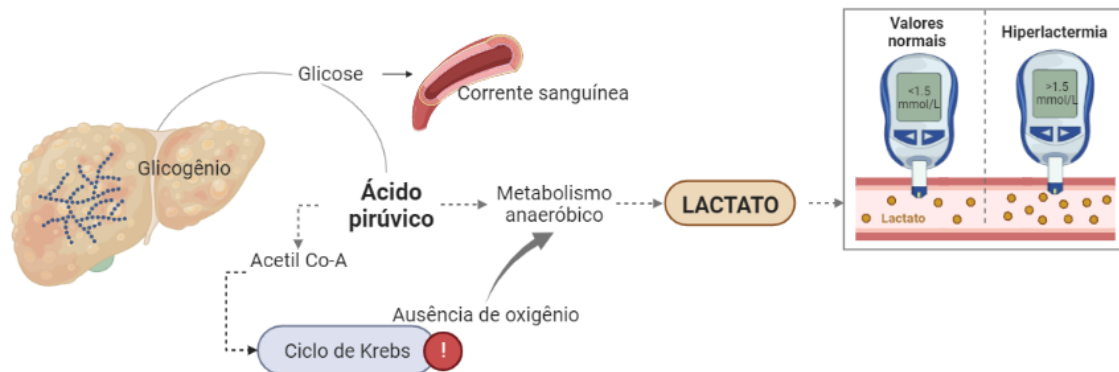 Glicose
Corrente sanguínea
Glicogênio
Ácido
pirúvico
Metabolismo
anaeróbico
LACTATO
Acetil Co-A
Ausência de oxigênio
Ciclo de Krebs
!
Valores
normais
Hiperlactermia
<1.5
mmol/L
>1.5
mmol/L
Lactato